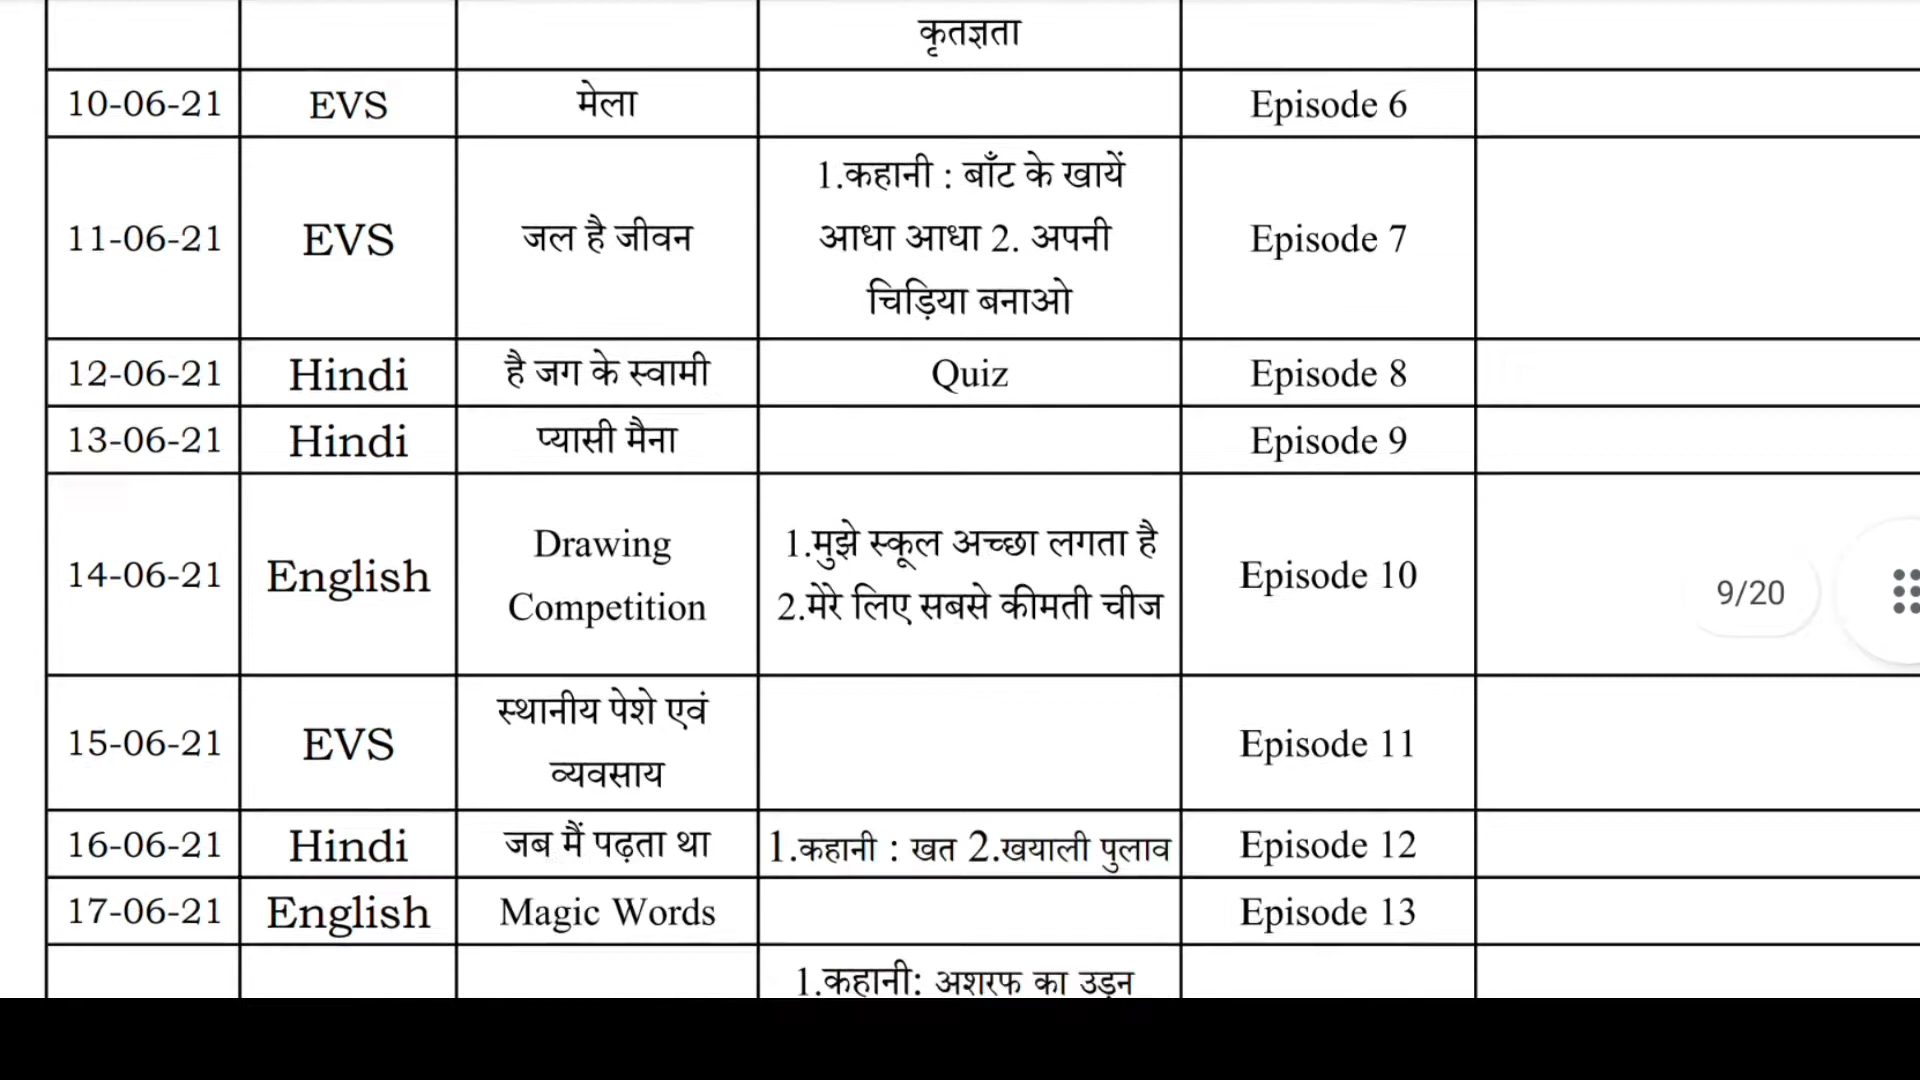 कृतज्ञता
10-06-21 EVS मेला Episode 6
1.कहानी : बाँट के खायें
11-06-21 EVS जल है जीवन आधा आधा 2. अपनी Episode 7
चिड़िया बनाओ
12-06-21 Hindi है जग के स्वामी Quiz Episode 8
13-06-21 Hindi प्यासी मैना Episode 9
Drawing 1.मुझे स्कूल अच्छा लगता है
14-06-21 English Episode 10 9/20
Competition 2.मेरे लिए सबसे कीमती चीज
स्थानीय पेशे एवं
15-06-21 EVS Episode 11
व्यवसाय
16-06-21 Hindi जब मैं पढ़ता था 1.कहानी : खत 2.खयाली पुलाव Episode 12
17-06-21 English Magic Words Episode 13
1.कहानी: अशरफ का उड़न